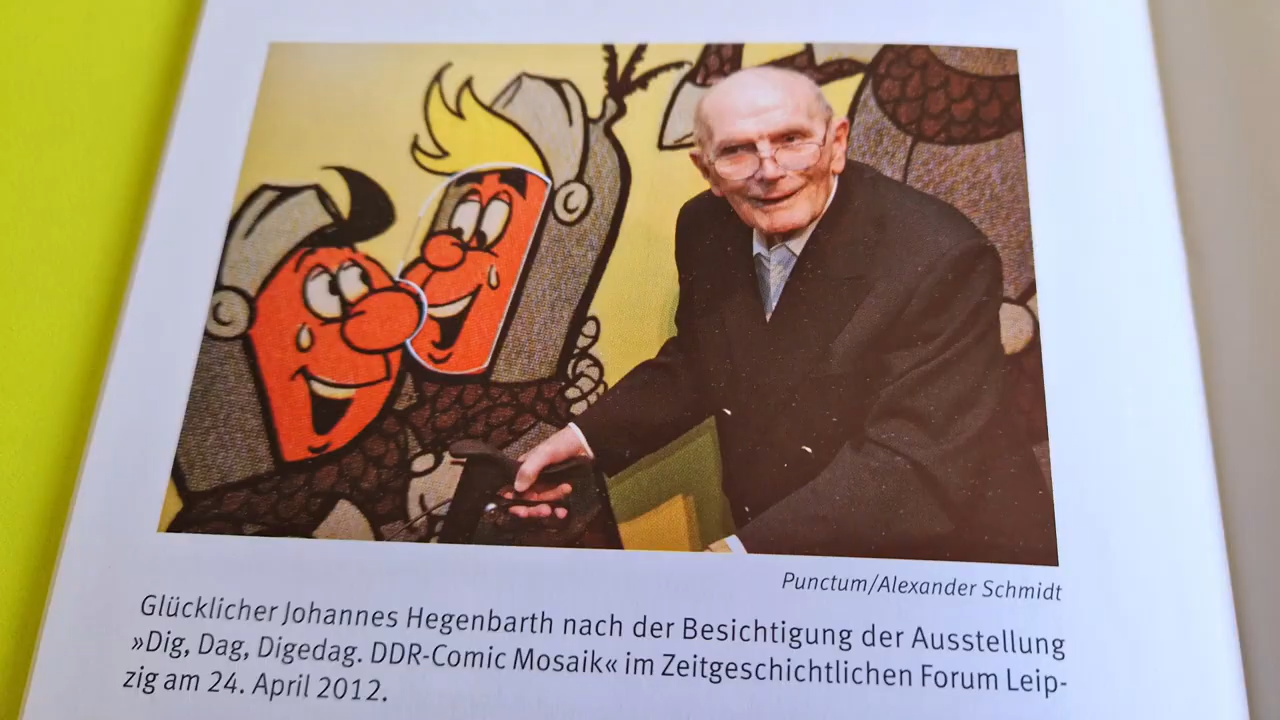 Punctum/Alexander Schmidt
Glücklicher Johannes Hegenbarth nach der Besichtigung der Ausstellung
»Dig, Dag, Digedag. DDR-Comic Mosaik« im Zeitgeschichtlichen Forum Leip-
zig am 24. April 2012.